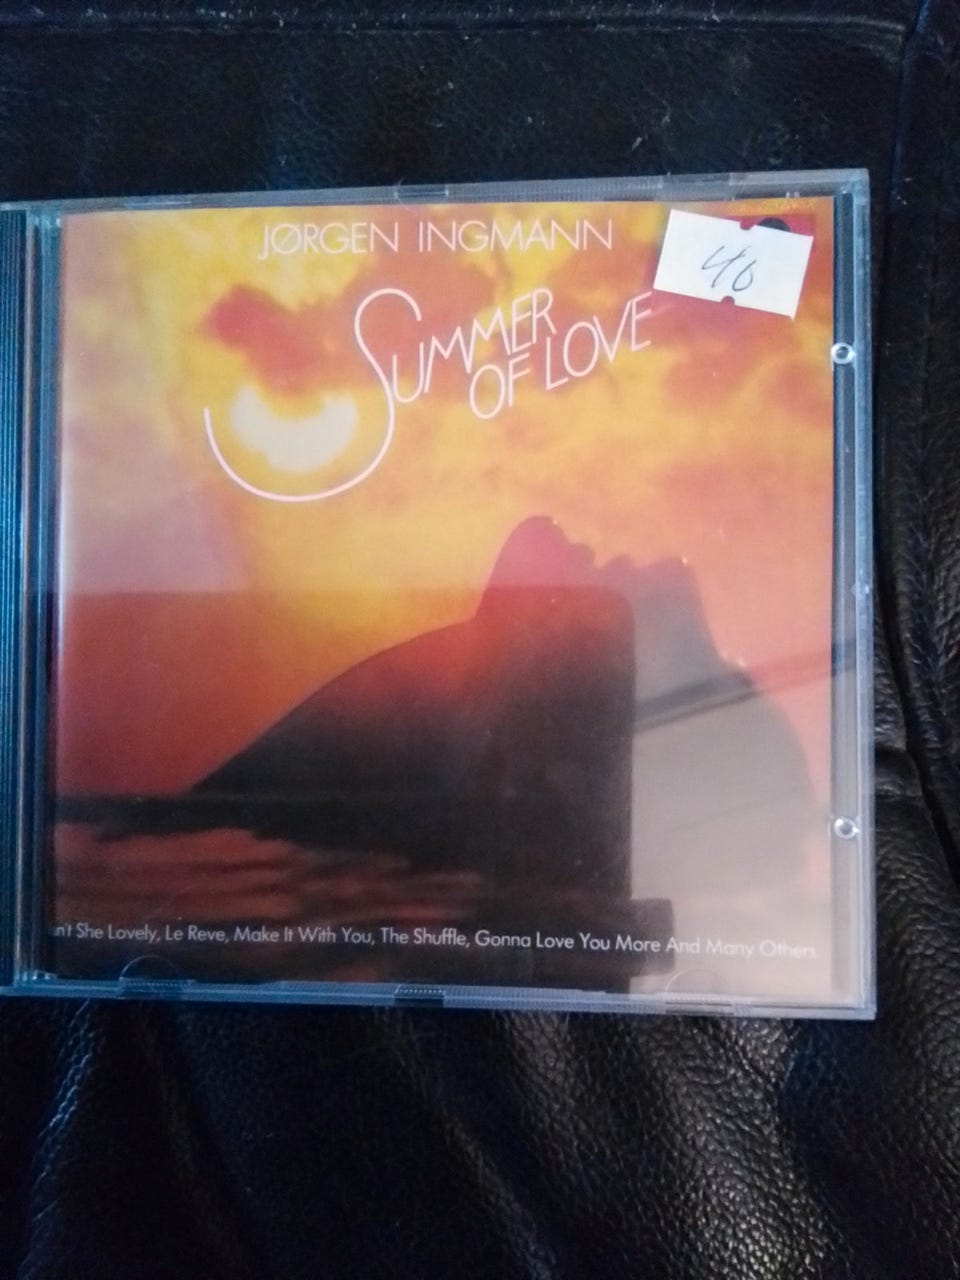 JØRGEN INGMANN
40
SUMMER
OF LOVE
n't She Lovely, Le Reve, Make It With You, The Shuffle, Gonna Love You More And Many Others